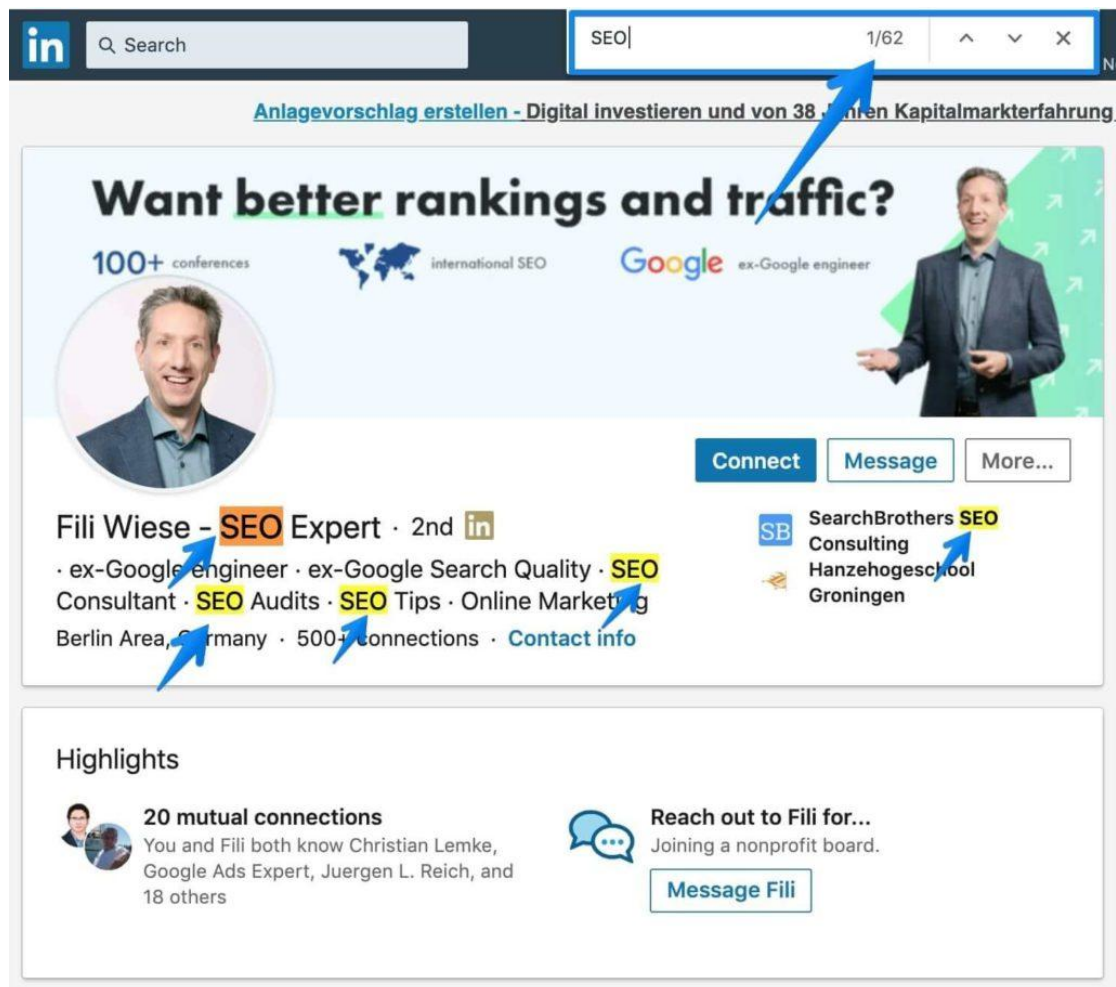 in Search
SEO 1/62
Anlagevorschlag erstellen - Digital investieren und von 38 Jahren Kapitalmarkterfahrung
Want better rankings and traffic?
100+ conferences international SEO Google ex-Google engineer
Connect Message More...
Fili Wiese - SEO Expert · 2nd in
· ex-Google engineer · ex-Google Search Quality · SEO
Consultant · SEO Audits · SEO Tips · Online Marketing
Berlin Area, Germany · 500+ connections · Contact info
SB SearchBrothers SEO
Consulting
Hanzehogeschool
Groningen
Highlights
20 mutual connections
You and Fili both know Christian Lemke,
Google Ads Expert, Juergen L. Reich, and
18 others
Reach out to Fili for...
Joining a nonprofit board.
Message Fili